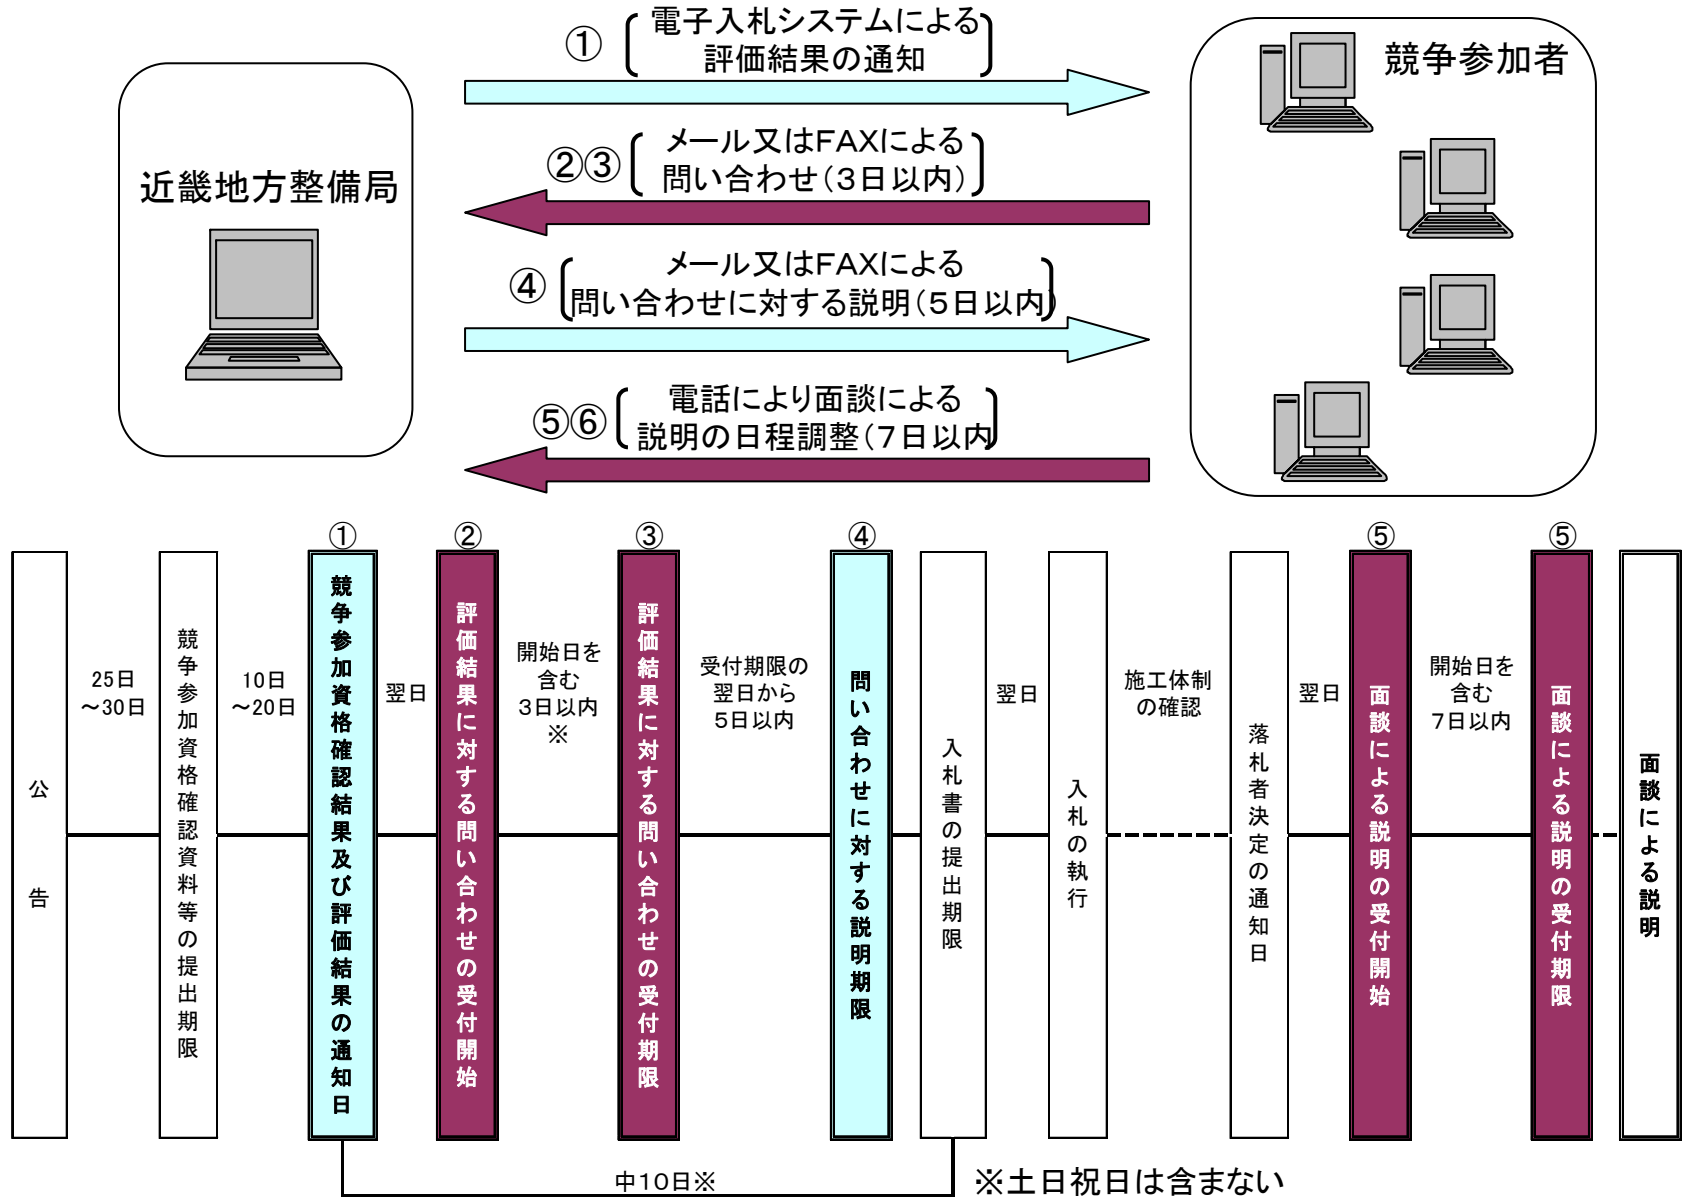 ①
電子入札システムによる
評価結果の通知
競争参加者
②③
メール又はFAXによる
問い合わせ（3日以内）
近畿地方整備局
④
メール又はFAXによる
問い合わせに対する説明（5日以内）
⑤⑥
電話により面談による
説明の日程調整（7日以内
①
②
③
④
⑤
⑤
公告
25日
～30日
競争参加資格確認資料等の提出期限
10日
～20日
競争参加資格確認結果及び評価結果の通知日
翌日
評価結果に対する問い合わせの受付開始
開始日を
含む
3日以内
※
評価結果に対する問い合わせの受付期限
受付期限の
翌日から
5日以内
問い合わせに対する説明期限
入札書の提出期限
翌日
入札の執行
施工体制
の確認
落札者決定の通知日
翌日
面談による説明の受付開始
開始日を
含む
7日以内
面談による説明の受付期限
面談による説明
中10日※
※土日祝日は含まない